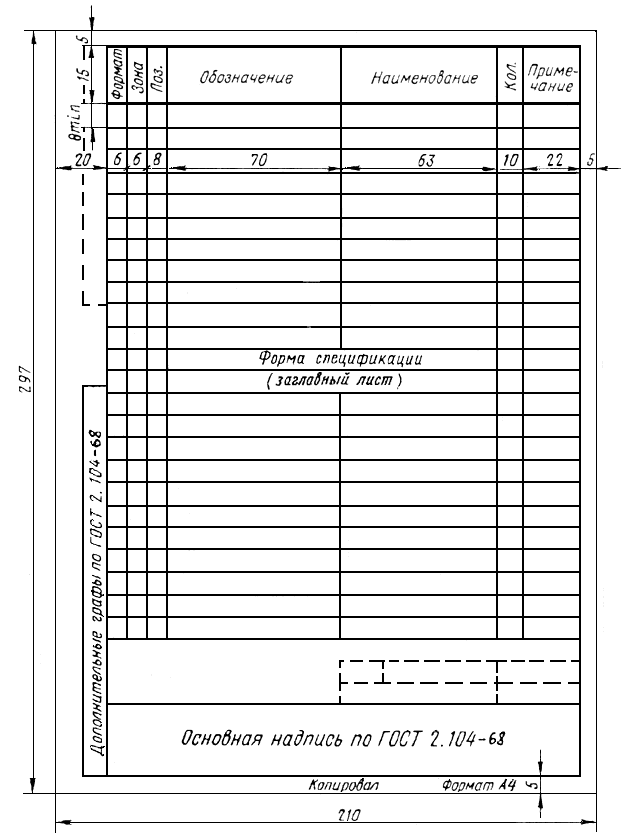 5
15
Формат
Зона
Поз.
Обозначение
Наименование
Кол.
Приме-
чание
8min
20
6
6
8
70
63
10
22
5
Форма спецификации
(заглавный лист)
297
Дополнительные графы по ГОСТ 2.104-68
Основная надпись по ГОСТ 2.104-68
Копировал
Формат А4
5
210